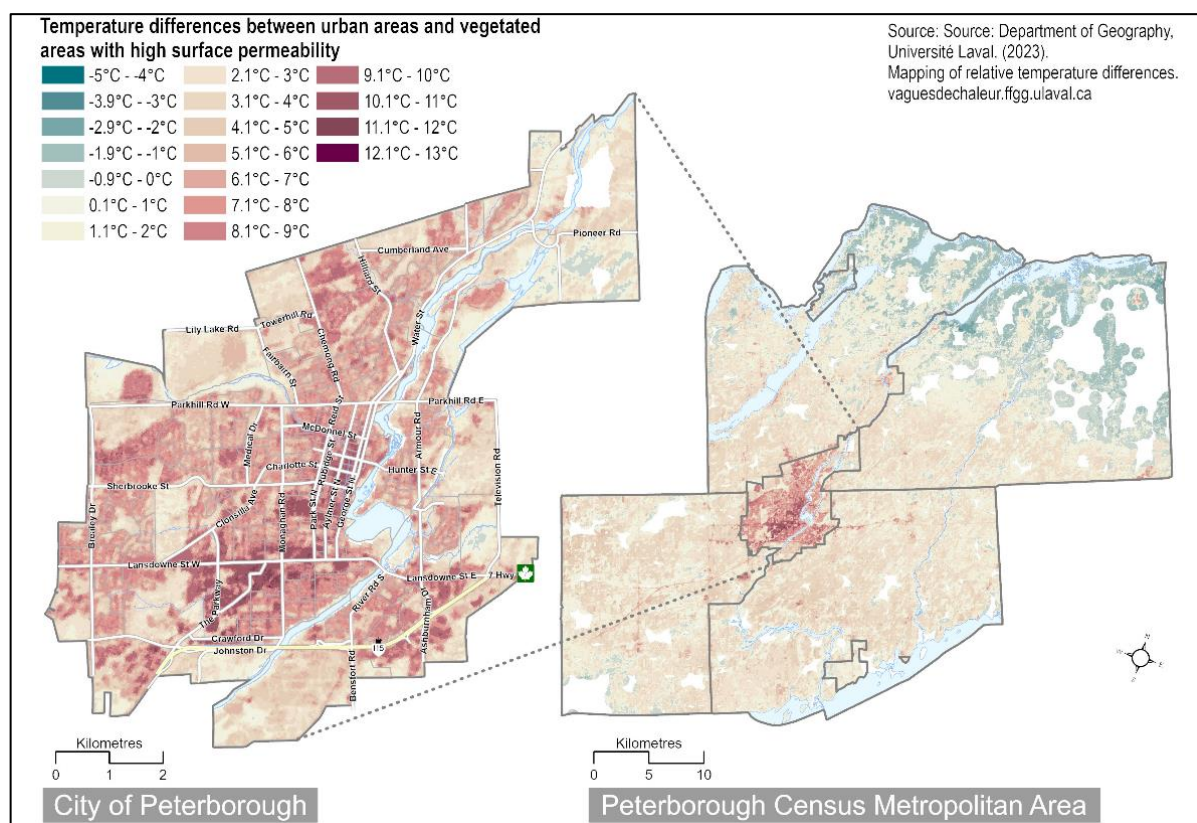 Temperature differences between urban areas and vegetated
areas with high surface permeability
-5°C - -4°C
-3.9°C - -3°C
-2.9°C - -2°C
-1.9°C - -1°C
-0.9°C - 0°C
0.1°C - 1°C
1.1°C - 2°C
2.1°C - 3°C
3.1°C - 4°C
4.1°C - 5°C
5.1°C - 6°C
6.1°C - 7°C
7.1°C - 8°C
8.1°C - 9°C
9.1°C - 10°C
10.1°C - 11°C
11.1°C - 12°C
12.1°C - 13°C
Source: Source: Department of Geography,
Université Laval. (2023).
Mapping of relative temperature differences.
vaguesdechaleur.ffgg.ulaval.ca
Pioneer Rd
Cumberland Ave
Hilliard St
Water St
Lily Lake Rd
Towerhill Rd
Chemong Rd
Fairbairn St
Parkhill Rd W
Reid St
Parkhill Rd E
McDonnel St
Medical Dr
Armour Rd
Rubidge St
Charlotte St
Hunter St E
Television Rd
Sherbrooke St
Clonsilla Ave
Park St N
Aylmer St N
George St N
Brealey Dr
Monaghan Rd
Lansdowne St W
Lansdowne St E
7 Hwy
The Parkway
River Rd S
Ashburnham Dr
Crawford Dr
Johnston Dr
115
Bensfort Rd
Kilometres
0 1 2
City of Peterborough
Kilometres
0 5 10
Peterborough Census Metropolitan Area
N
E
S
W